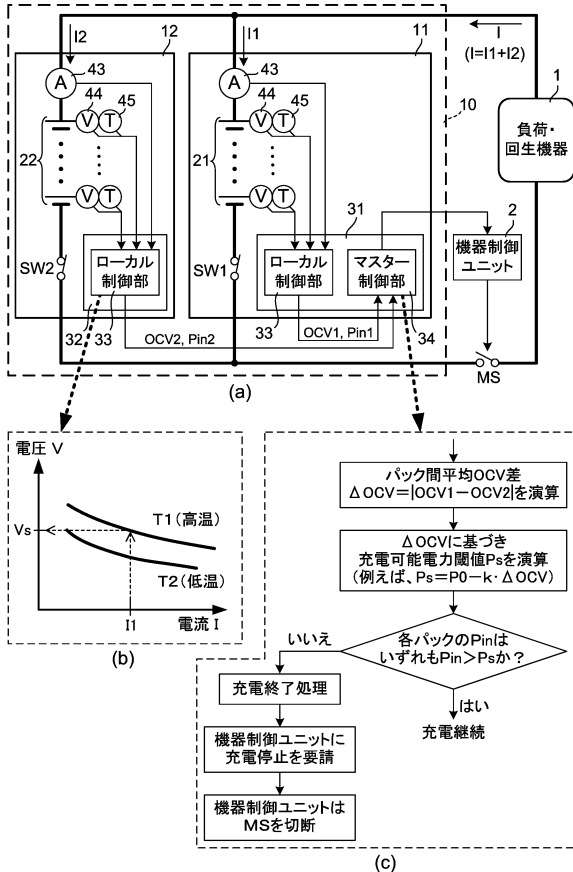 I2
12
I1
11
I
(I=I1+I2)
A
43
A
43
10
1
44
45
V
T
44
45
V
T
負荷・
回生機器
22
21
V
T
V
T
31
2
機器制御
ユニット
SW2
ローカル
制御部
SW1
ローカル
制御部
マスター
制御部
32
33
OCV2, Pin2
33
OCV1, Pin1
34
MS
(a)
電圧 V
T1(高温)
Vs
T2(低温)
I1
電流 I
(b)
パック間平均OCV差
ΔOCV=|OCV1−OCV2|を演算
ΔOCVに基づき
充電可能電力閾値Psを演算
(例えば、Ps=P0−k・ΔOCV)
各パックのPinは
いずれもPin>Psか?
いいえ
はい
充電終了処理
充電継続
機器制御ユニットに
充電停止を要請
機器制御ユニットは
MSを切断
(c)